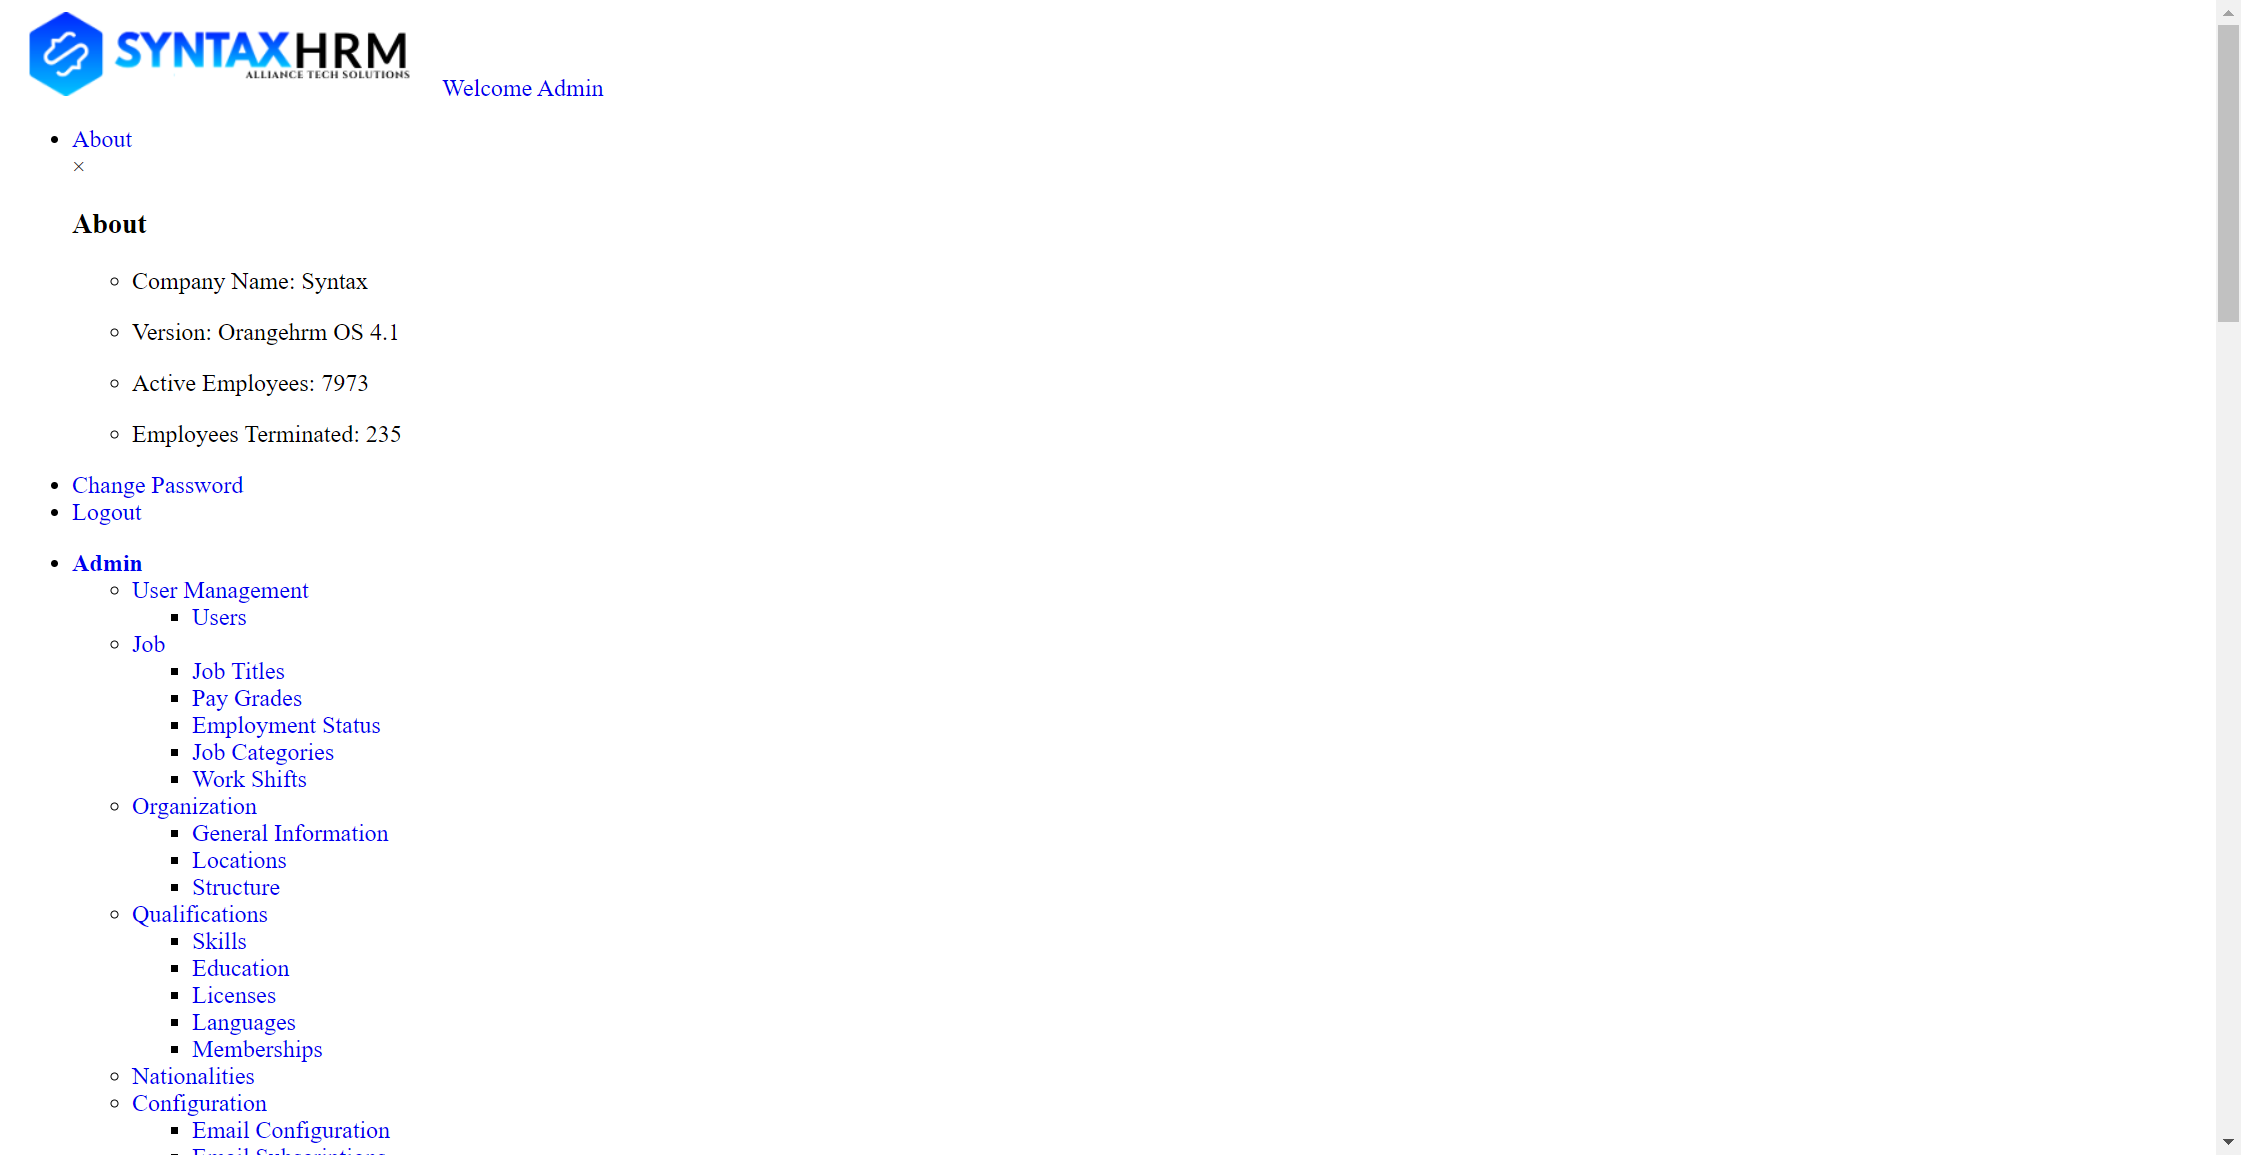 SYNTAXHRM
ALLIANCE TECH SOLUTIONS
Welcome Admin
About
×
About
Company Name: Syntax
Version: Orangehrm OS 4.1
Active Employees: 7973
Employees Terminated: 235
Change Password
Logout
Admin
User Management
Users
Job
Job Titles
Pay Grades
Employment Status
Job Categories
Work Shifts
Organization
General Information
Locations
Structure
Qualifications
Skills
Education
Licenses
Languages
Memberships
Nationalities
Configuration
Email Configuration
Email Subscriptions